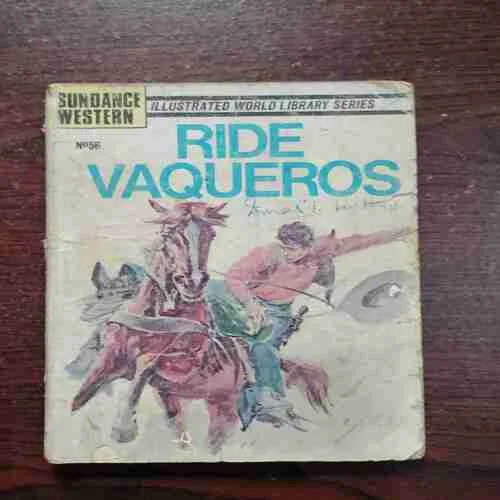 SUNDANCE
WESTERN
ILLUSTRATED WORLD LIBRARY SERIES
Nº56
RIDE
VAQUEROS